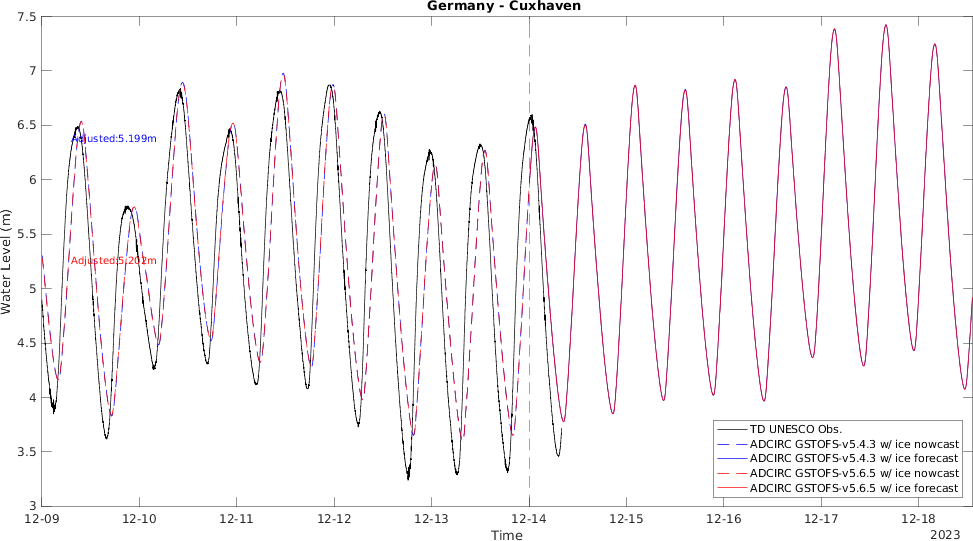 Germany - Cuxhaven
Water Level (m)
7.5
7
6.5
6
5.5
5
4.5
4
3.5
3
Adjusted:5.199m
Adjusted:5.202m
TD UNESCO Obs.
ADCIRC GSTOFS-v5.4.3 w/ ice nowcast
ADCIRC GSTOFS-v5.4.3 w/ ice forecast
ADCIRC GSTOFS-v5.6.5 w/ ice nowcast
ADCIRC GSTOFS-v5.6.5 w/ ice forecast
12-09 12-10 12-11 12-12 12-13 12-14 12-15 12-16 12-17 12-18
Time
2023